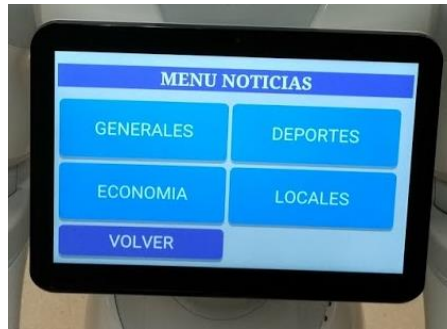 MENU NOTICIAS
GENERALES
DEPORTES
ECONOMIA
LOCALES
VOLVER